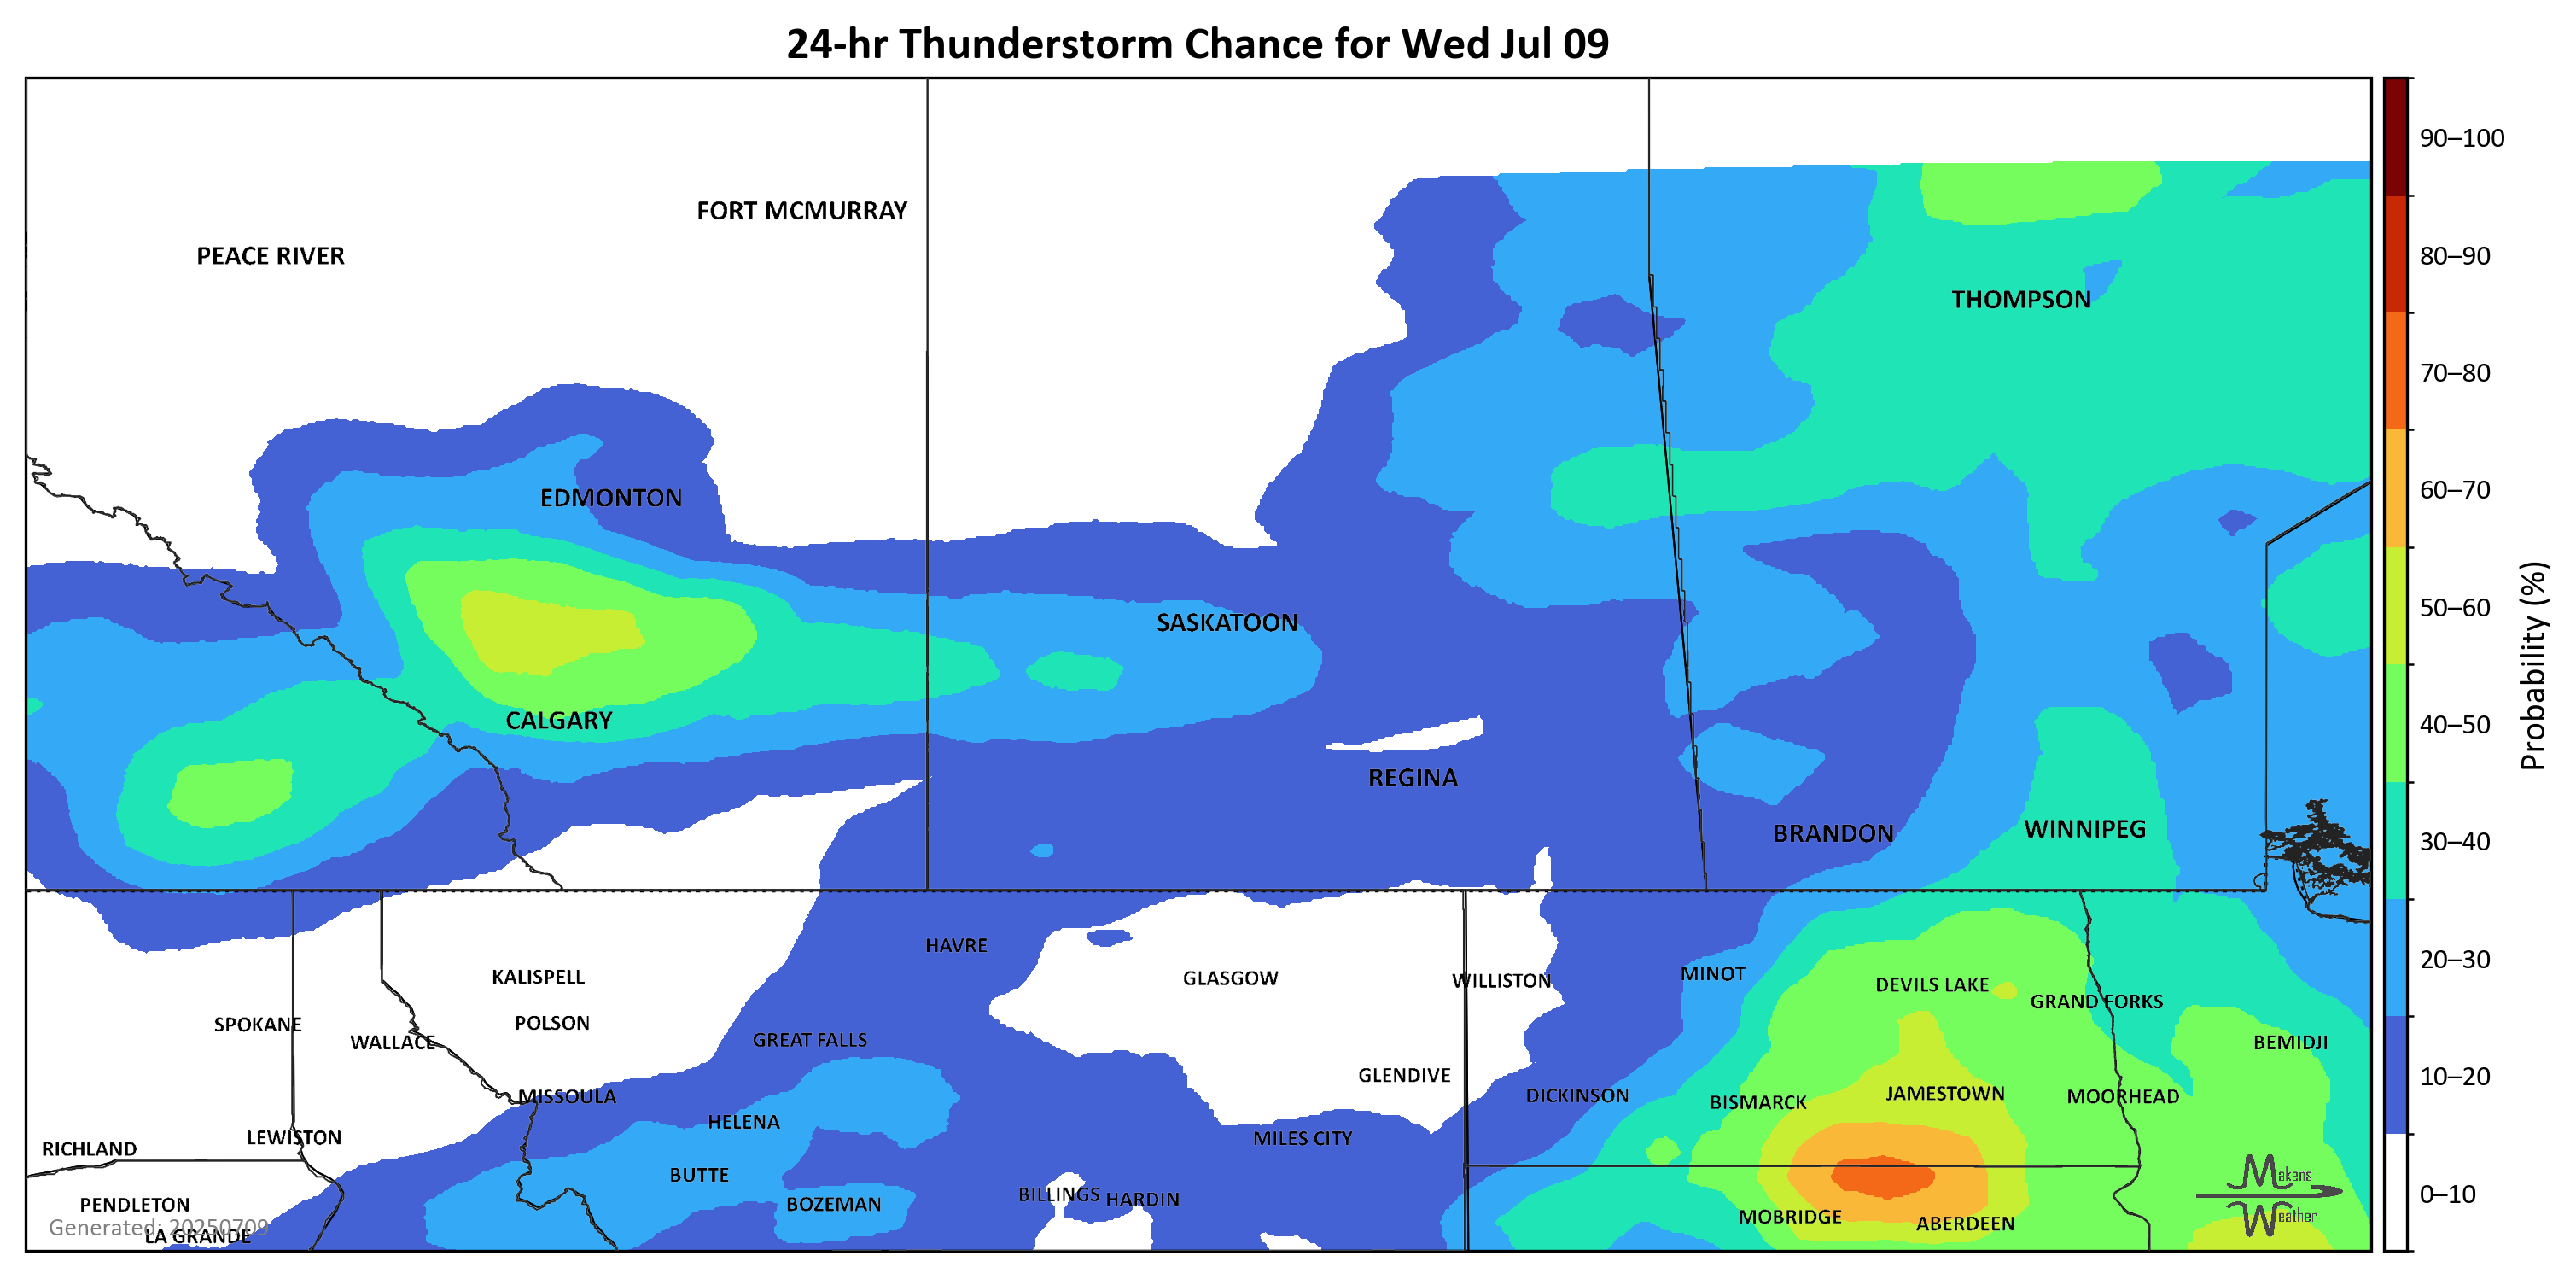 24-hr Thunderstorm Chance for Wed Jul 09
90–100
FORT MCMURRAY
PEACE RIVER
80–90
THOMPSON
70–80
EDMONTON
60–70
50–60
SASKATOON
Probability (%)
CALGARY
40–50
REGINA
BRANDON
WINNIPEG
30–40
HAVRE
20–30
KALISPELL
GLASGOW
WILLISTON
MINOT
DEVILS LAKE
GRAND FORKS
SPOKANE
POLSON
WALLACE
GREAT FALLS
BEMIDJI
GLENDIVE
10–20
MISSOULA
DICKINSON
BISMARCK
JAMESTOWN
MOORHEAD
HELENA
LEWISTON
MILES CITY
RICHLAND
BUTTE
Makens
Weather
BILLINGS
HARDIN
0–10
PENDLETON
BOZEMAN
MOBRIDGE
ABERDEEN
Generated: 20250709
LA GRANDE